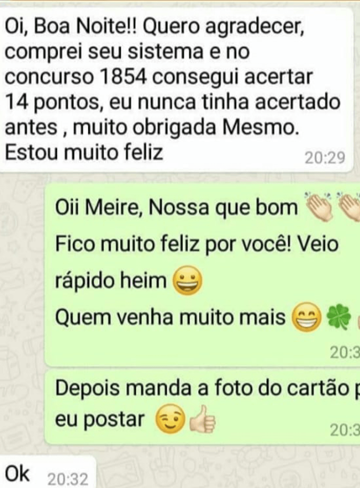 Oi, Boa Noite!! Quero agradecer,
comprei seu sistema e no
concurso 1854 consegui acertar
14 pontos, eu nunca tinha acertado
antes , muito obrigada Mesmo.
Estou muito feliz
20:29
Oii Meire, Nossa que bom 👏👏
Fico muito feliz por você! Veio
rápido heim 😀
Quem venha muito mais 😁🍀
20:3
Depois manda a foto do cartão p
eu postar 😉👍🏻
20:3
Ok 20:32